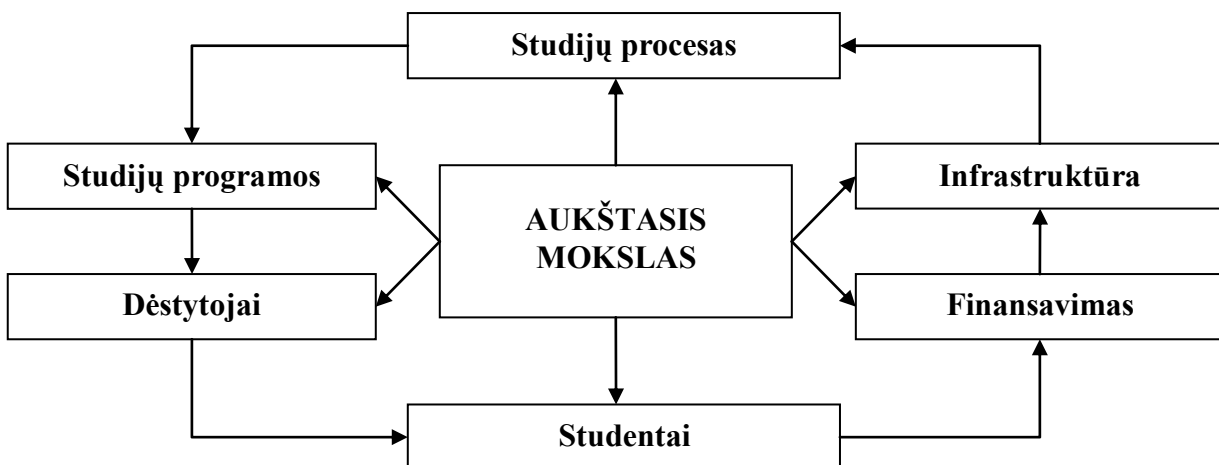 Studijų procesas
Studijų programos
Infrastruktūra
AUKŠTASIS
MOKSLAS
Dėstytojai
Finansavimas
Studentai